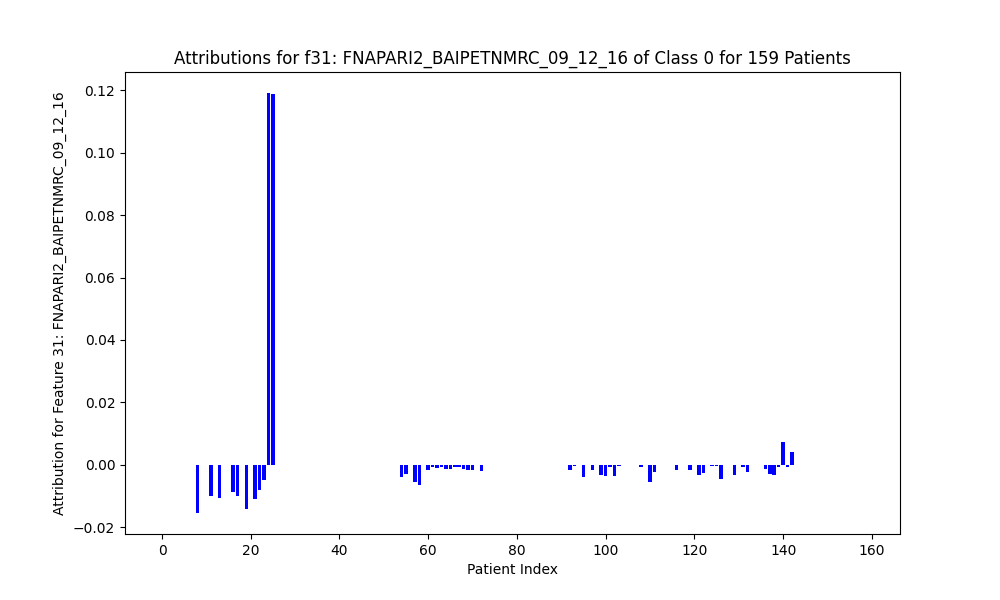 Attributions for f31: FNAPARI2_BAIPETNMRC_09_12_16 of Class 0 for 159 Patients
Attribution for Feature 31: FNAPARI2_BAIPETNMRC_09_12_16
0.12
0.10
0.08
0.06
0.04
0.02
0.00
−0.02
0 20 40 60 80 100 120 140 160
Patient Index